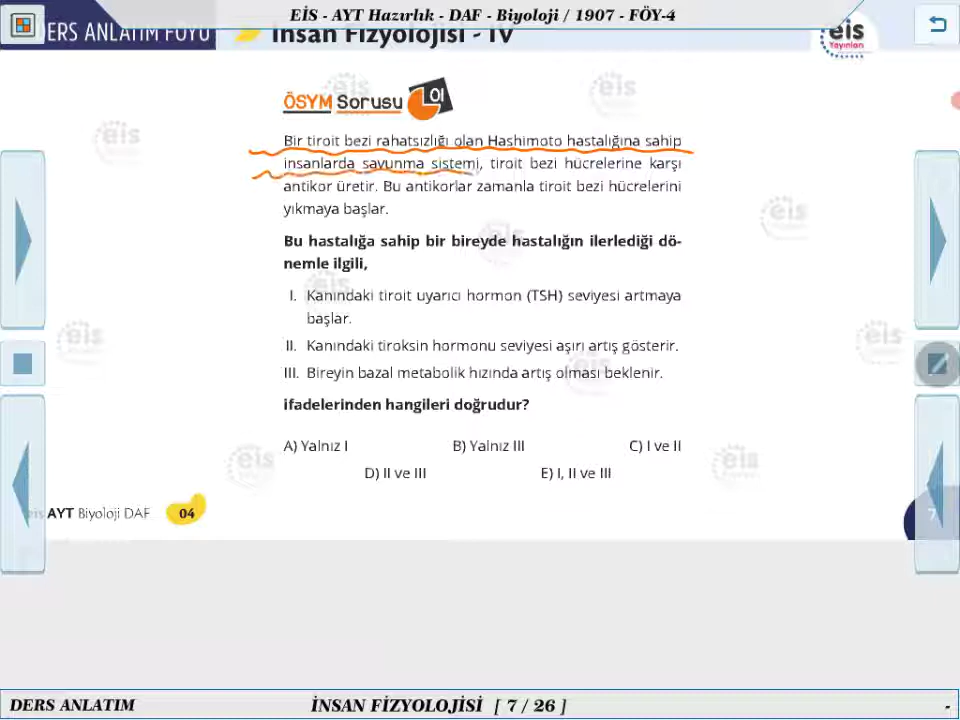 EİS - AYT Hazırlık - DAF - Biyoloji / 1907 - FÖY-4
DERS ANLATIM FÖYÜ
İnsan Fizyolojisi - IV
eis
Yayınları
ÖSYM Sorusu 01
Bir tiroit bezi rahatsızlığı olan Hashimoto hastalığına sahip
insanlarda savunma sistemi, tiroit bezi hücrelerine karşı
antikor üretir. Bu antikorlar zamanla tiroit bezi hücrelerini
yıkmaya başlar.
Bu hastalığa sahip bir bireyde hastalığın ilerlediği dö-
nemle ilgili,
I. Kanındaki tiroit uyarıcı hormon (TSH) seviyesi artmaya
başlar.
II. Kanındaki tiroksin hormonu seviyesi aşırı artış gösterir.
III. Bireyin bazal metabolik hızında artış olması beklenir.
ifadelerinden hangileri doğrudur?
A) Yalnız I B) Yalnız III C) I ve II
D) II ve III E) I, II ve III
eis AYT Biyoloji DAF 04
7
DERS ANLATIM İNSAN FİZYOLOJİSİ [ 7 / 26 ] -